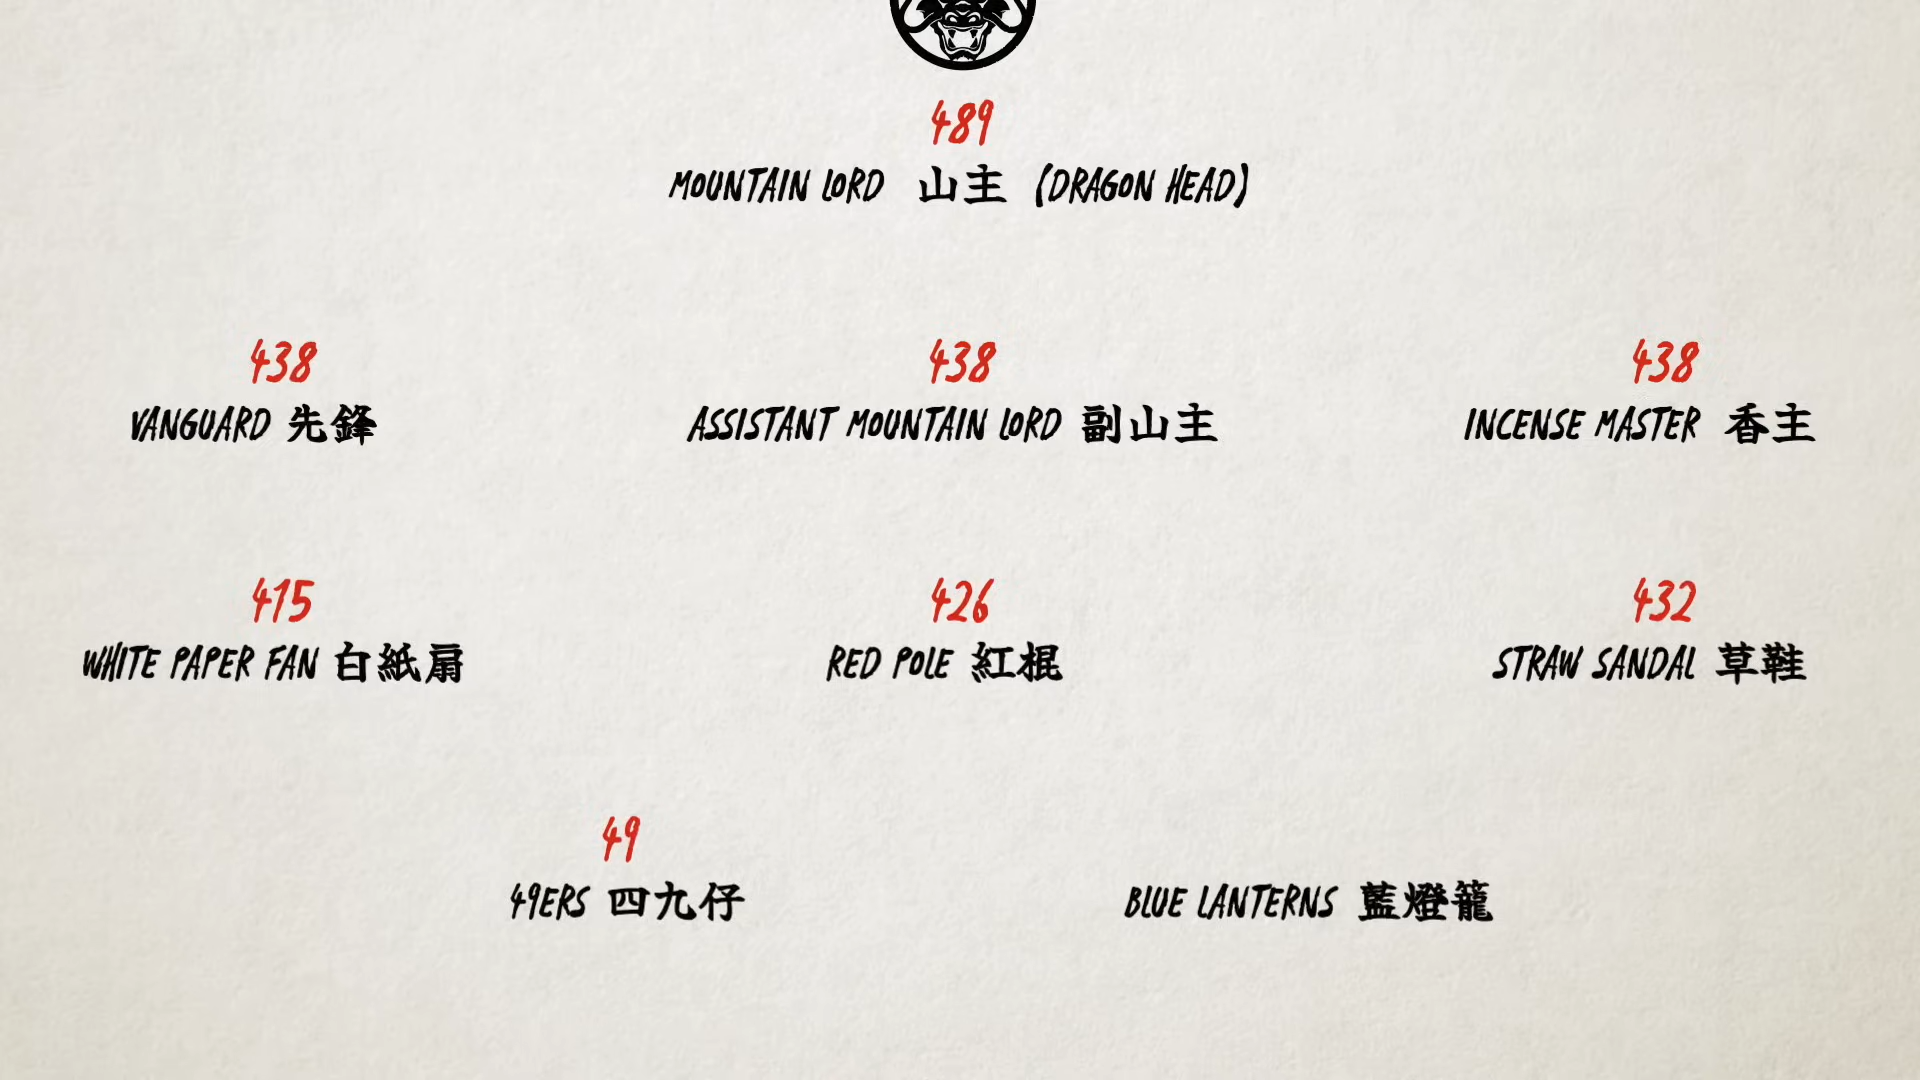 489
MOUNTAIN LORD 山主 (DRAGON HEAD)
438
VANGUARD 先鋒
438
ASSISTANT MOUNTAIN LORD 副山主
438
INCENSE MASTER 香主
415
WHITE PAPER FAN 白紙扇
426
RED POLE 紅棍
432
STRAW SANDAL 草鞋
49
49ERS 四九仔
BLUE LANTERNS 藍燈籠